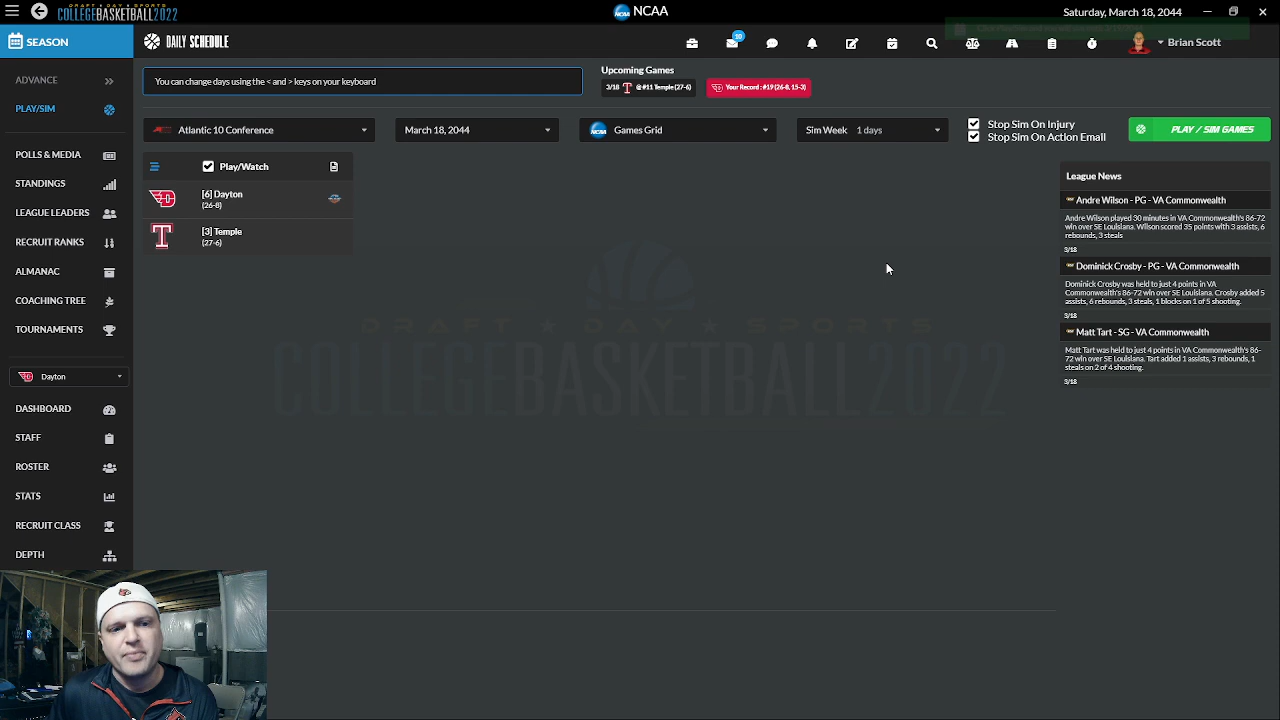 DRAFT ★ DAY ★ SPORTS
COLLEGEBASKETBALL2022
NCAA
Saturday, March 18, 2044
SEASON
DAILY SCHEDULE
10
Brian Scott
ADVANCE
PLAY/SIM
POLLS & MEDIA
STANDINGS
LEAGUE LEADERS
RECRUIT RANKS
ALMANAC
COACHING TREE
TOURNAMENTS
Dayton
DASHBOARD
STAFF
ROSTER
STATS
RECRUIT CLASS
DEPTH
You can change days using the < and > keys on your keyboard
Upcoming Games
3/18 @ #11 Temple (27-6)
Your Record : #19 (26-8, 15-3)
Atlantic 10 Conference
March 18, 2044
Games Grid
Sim Week 1 days
Stop Sim On Injury
Stop Sim On Action Email
PLAY / SIM GAMES
Play/Watch
[6] Dayton
(26-8)
[3] Temple
(27-6)
DRAFT ★ DAY ★ SPORTS
COLLEGEBASKETBALL2022
League News
Andre Wilson - PG - VA Commonwealth
Andre Wilson played 30 minutes in VA Commonwealth's 86-72
win over SE Louisiana. Wilson scored 35 points with 3 assists, 6
rebounds, 3 steals
3/18
Dominick Crosby - PG - VA Commonwealth
Dominick Crosby was held to just 4 points in VA
Commonwealth's 86-72 win over SE Louisiana. Crosby added 5
assists, 6 rebounds, 3 steals, 1 blocks on 1 of 5 shooting.
3/18
Matt Tart - SG - VA Commonwealth
Matt Tart was held to just 4 points in VA Commonwealth's 86-
72 win over SE Louisiana. Tart added 1 assists, 3 rebounds, 1
steals on 2 of 4 shooting.
3/18